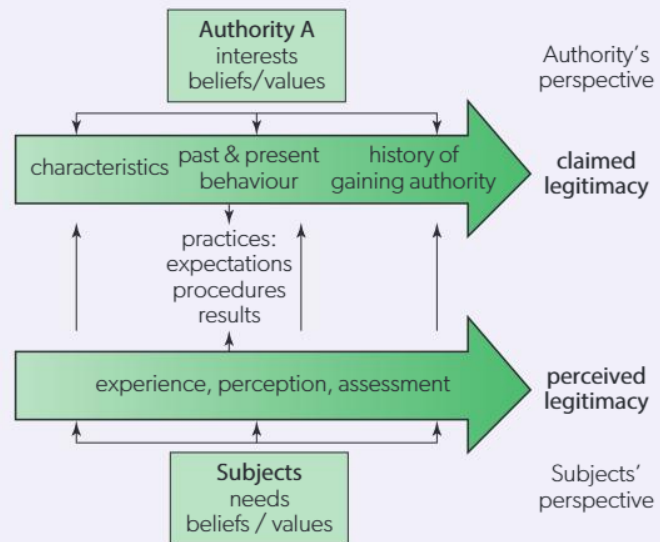 Authority A
interests
beliefs/values
Authority's
perspective
characteristics
past & present
behaviour
history of
gaining authority
claimed
legitimacy
practices:
expectations
procedures
results
experience, perception, assessment
perceived
legitimacy
Subjects
needs
beliefs / values
Subjects'
perspective